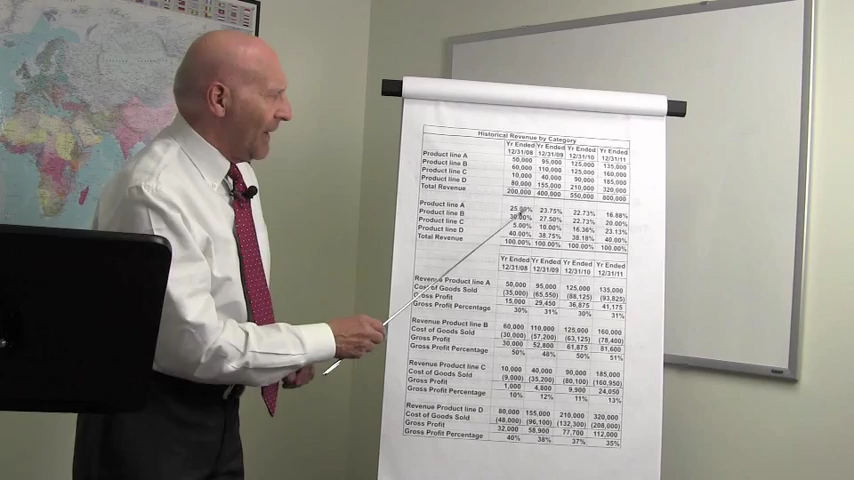 Historical Revenue by Category
Yr Ended Yr Ended Yr Ended Yr Ended
12/31/08 12/31/09 12/31/10 12/31/11
Product line A 50,000 95,000 125,000 135,000
Product line B 60,000 110,000 125,000 160,000
Product line C 10,000 40,000 90,000 185,000
Product line D 80,000 155,000 210,000 320,000
Total Revenue 200,000 400,000 550,000 800,000
Product line A 25.00% 23.75% 22.73% 16.88%
Product line B 30.00% 27.50% 22.73% 20.00%
Product line C 5.00% 10.00% 16.36% 23.13%
Product line D 40.00% 38.75% 38.18% 40.00%
Total Revenue 100.00% 100.00% 100.00% 100.00%
Yr Ended Yr Ended Yr Ended Yr Ended
12/31/08 12/31/09 12/31/10 12/31/11
Revenue Product line A 50,000 95,000 125,000 135,000
Cost of Goods Sold (35,000) (65,550) (88,125) (93,825)
Gross Profit 15,000 29,450 36,875 41,175
Gross Profit Percentage 30% 31% 30% 31%
Revenue Product line B 60,000 110,000 125,000 160,000
Cost of Goods Sold (30,000) (57,200) (63,125) (78,400)
Gross Profit 30,000 52,800 61,875 81,600
Gross Profit Percentage 50% 48% 50% 51%
Revenue Product line C 10,000 40,000 90,000 185,000
Cost of Goods Sold (9,000) (35,200) (80,100) (160,950)
Gross Profit 1,000 4,800 9,900 24,050
Gross Profit Percentage 10% 12% 11% 13%
Revenue Product line D 80,000 155,000 210,000 320,000
Cost of Goods Sold (48,000) (96,100) (132,300) (208,000)
Gross Profit 32,000 58,900 77,700 112,000
Gross Profit Percentage 40% 38% 37% 35%